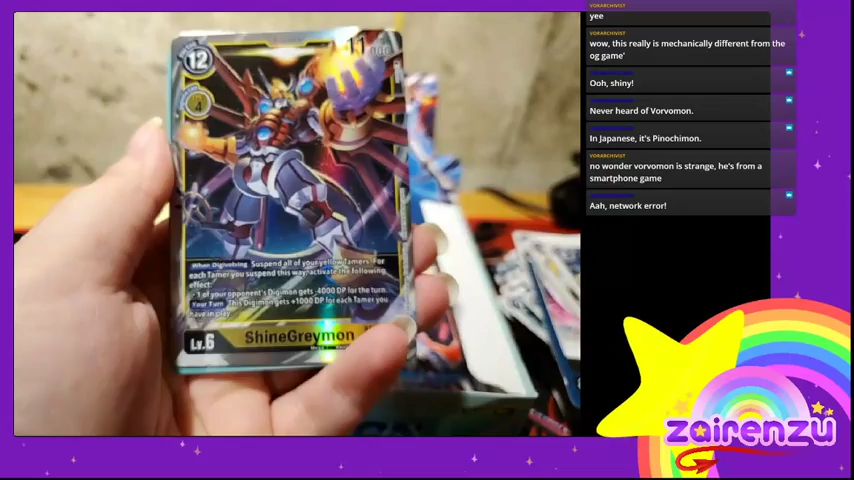 12
4
When Digivolving Suspend all of your yellow Tamers. For
each Tamer you suspend this way, activate the following
effect:
• 1 of your opponent's Digimon gets -4000 DP for the turn.
Your Turn This Digimon gets +1000 DP for each Tamer you
have in play.
Lv.6
ShineGreymon
VORARCHIVIST
yee
VORARCHIVIST
wow, this really is mechanically different from the
og game'
Ooh, shiny!
Never heard of Vorvomon.
In Japanese, it's Pinochimon.
VORARCHIVIST
no wonder vorvomon is strange, he's from a
smartphone game
Aah, network error!
zairenzu